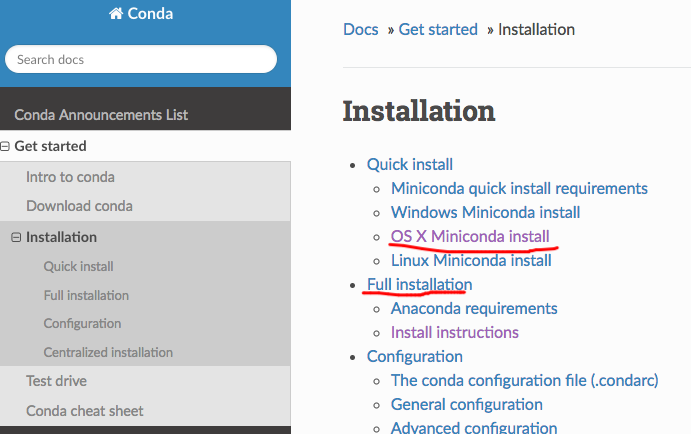 Conda
Search docs
Conda Announcements List
Get started
Intro to conda
Download conda
Installation
Quick install
Full installation
Configuration
Centralized installation
Test drive
Conda cheat sheet
Docs » Get started » Installation
Installation
Quick install
Miniconda quick install requirements
Windows Miniconda install
OS X Miniconda install
Linux Miniconda install
Full installation
Anaconda requirements
Install instructions
Configuration
The conda configuration file (.condarc)
General configuration
Advanced configuration